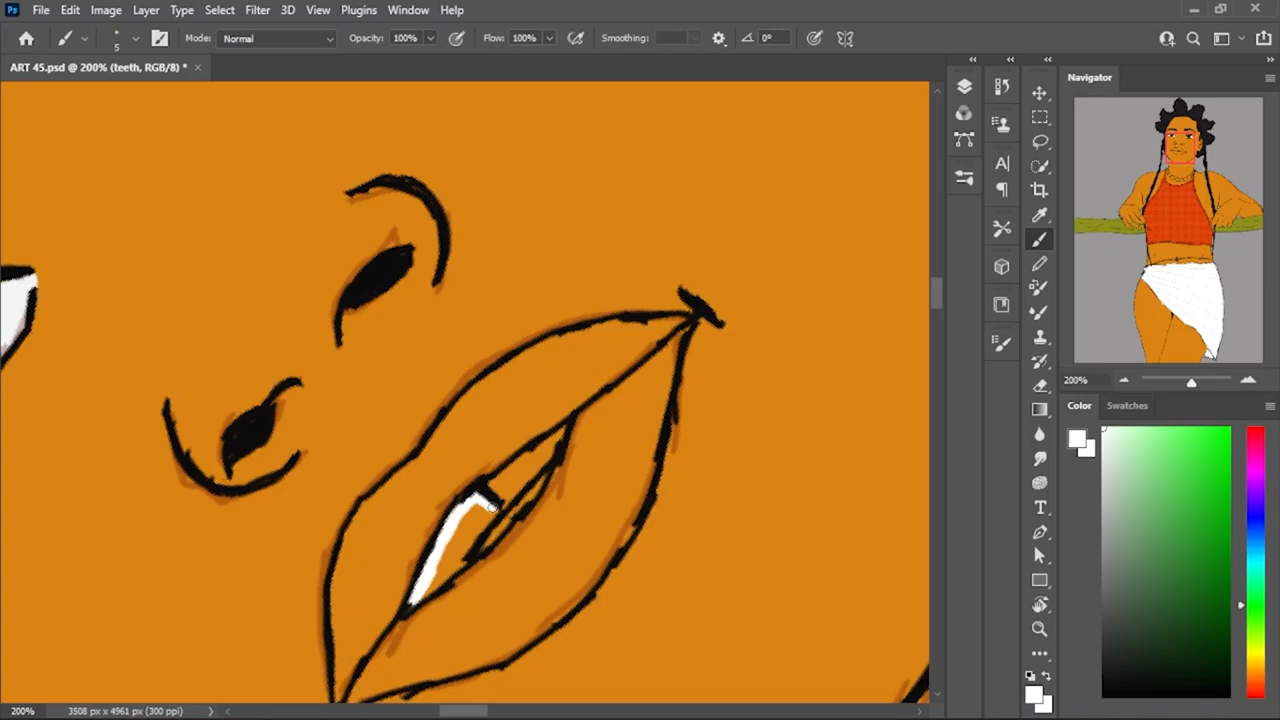 Ps File Edit Image Layer Type Select Filter 3D View Plugins Window Help
5 Mode: Normal Opacity: 100% Flow: 100% Smoothing: 0°
ART 45.psd @ 200% (teeth, RGB/8) * ×
Navigator
200%
Color Swatches
200% 3508 px x 4961 px (300 ppi)